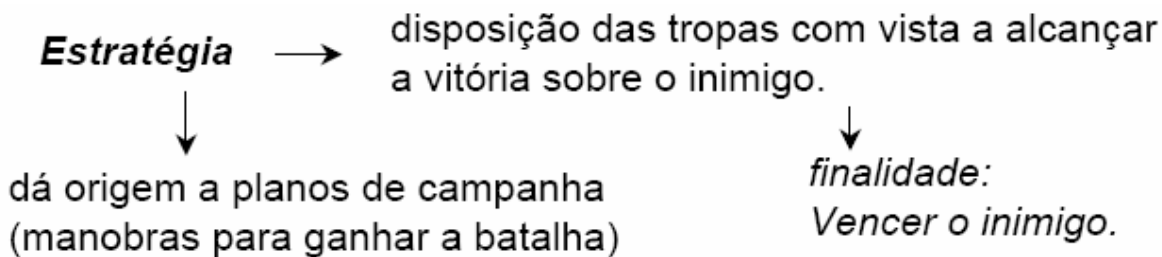 Estratégia
disposição das tropas com vista a alcançar
a vitória sobre o inimigo.
dá origem a planos de campanha
(manobras para ganhar a batalha)
finalidade:
Vencer o inimigo.